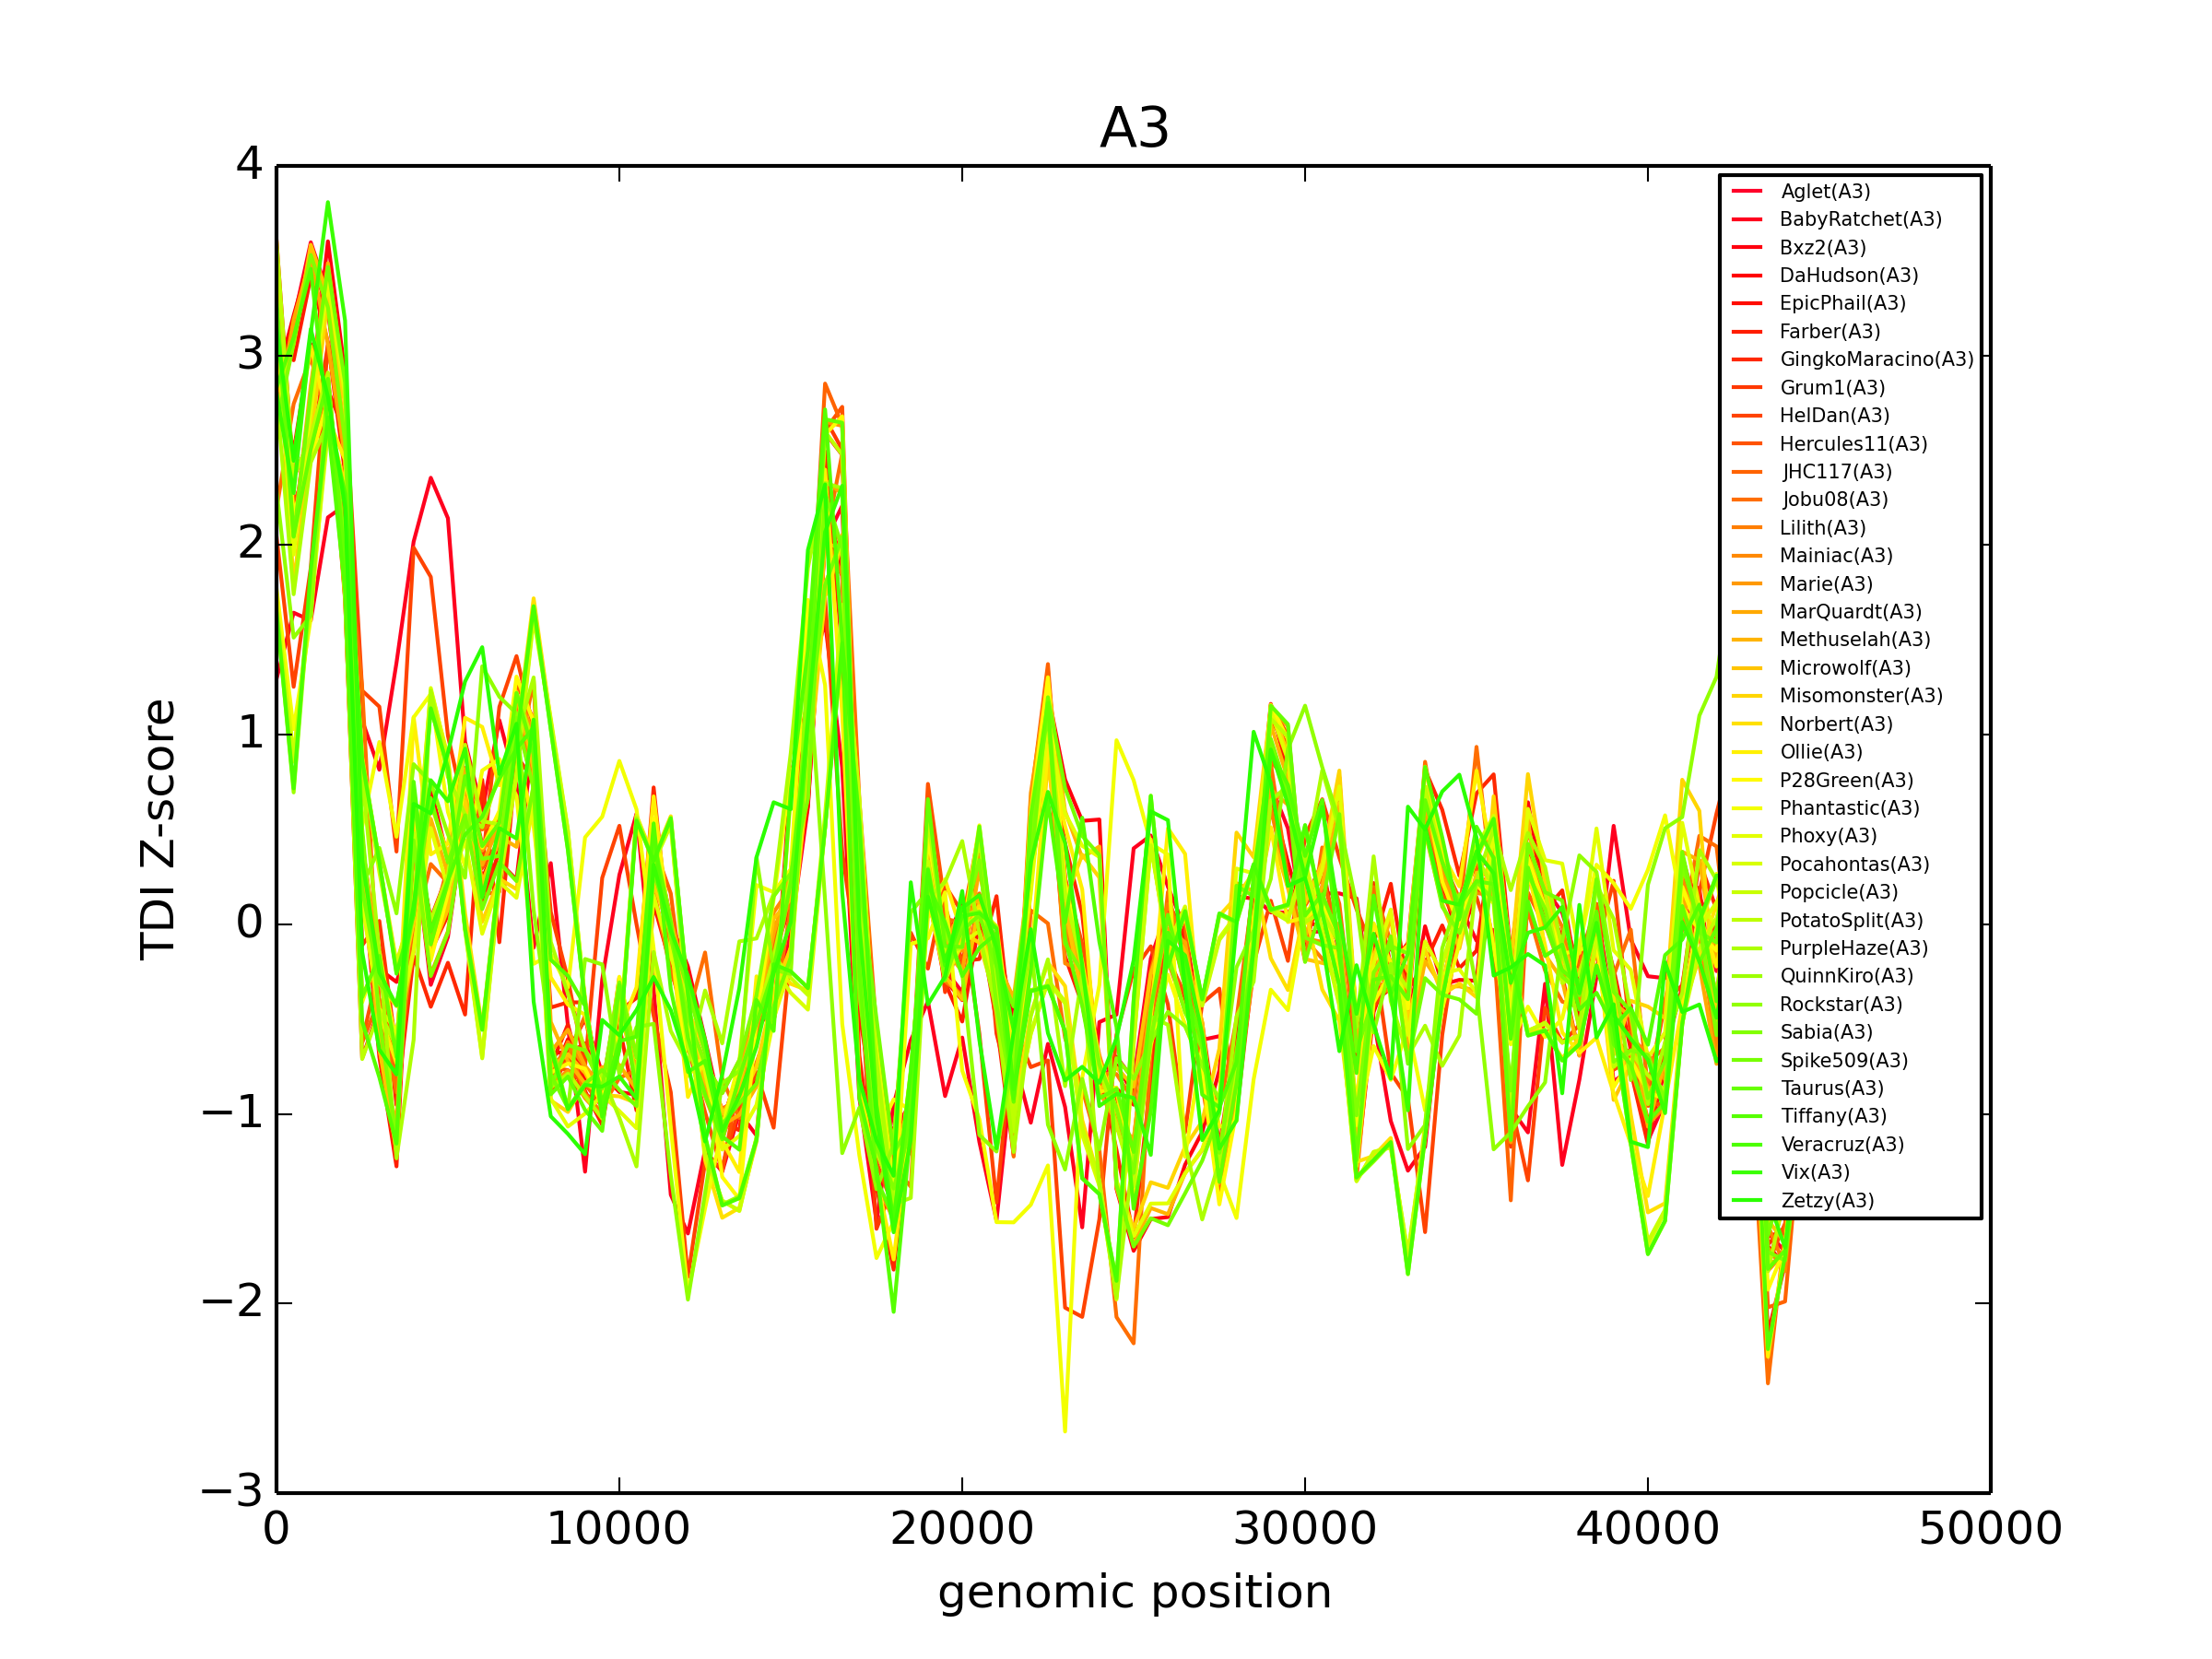 A3
4
3
2
1
0
−1
−2
−3
TDI Z-score
0 10000 20000 30000 40000 50000
genomic position
Aglet(A3)
BabyRatchet(A3)
Bxz2(A3)
DaHudson(A3)
EpicPhail(A3)
Farber(A3)
GingkoMaracino(A3)
Grum1(A3)
HelDan(A3)
Hercules11(A3)
JHC117(A3)
Jobu08(A3)
Lilith(A3)
Mainiac(A3)
Marie(A3)
MarQuardt(A3)
Methuselah(A3)
Microwolf(A3)
Misomonster(A3)
Norbert(A3)
Ollie(A3)
P28Green(A3)
Phantastic(A3)
Phoxy(A3)
Pocahontas(A3)
Popcicle(A3)
PotatoSplit(A3)
PurpleHaze(A3)
QuinnKiro(A3)
Rockstar(A3)
Sabia(A3)
Spike509(A3)
Taurus(A3)
Tiffany(A3)
Veracruz(A3)
Vix(A3)
Zetzy(A3)